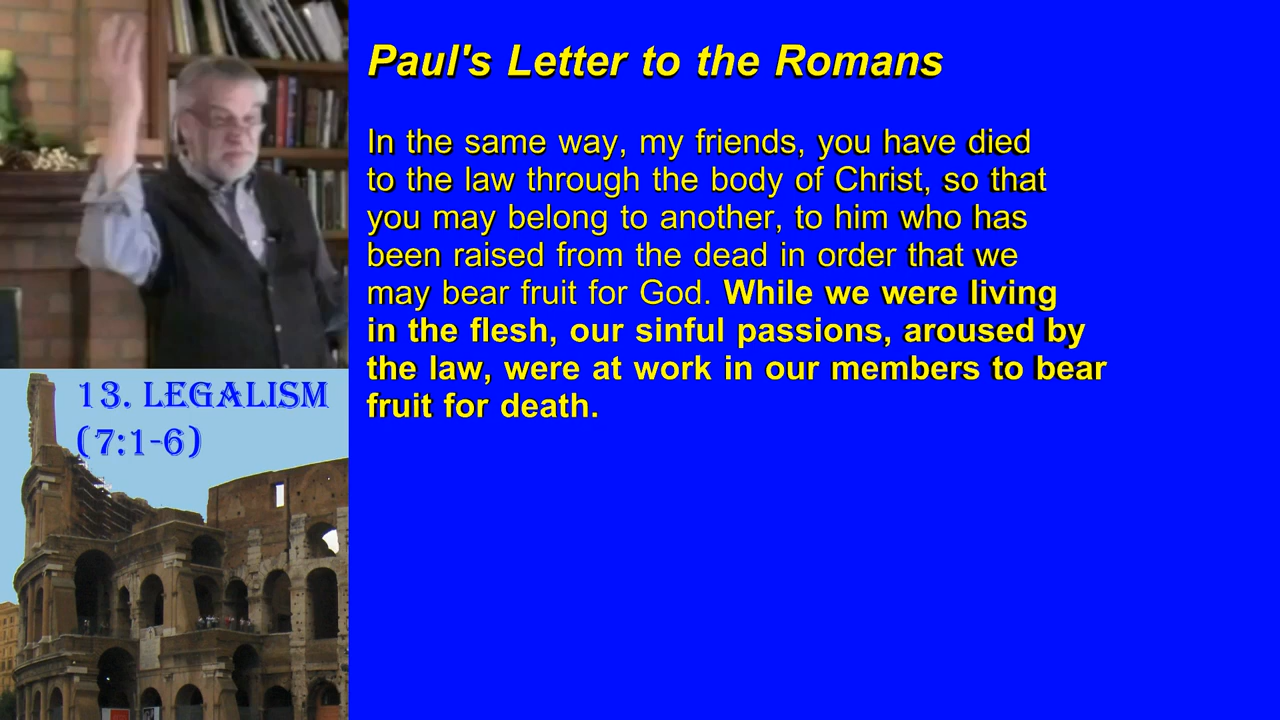 Paul's Letter to the Romans
In the same way, my friends, you have died
to the law through the body of Christ, so that
you may belong to another, to him who has
been raised from the dead in order that we
may bear fruit for God. While we were living
in the flesh, our sinful passions, aroused by
the law, were at work in our members to bear
fruit for death.
13. LEGALISM
(7:1-6)